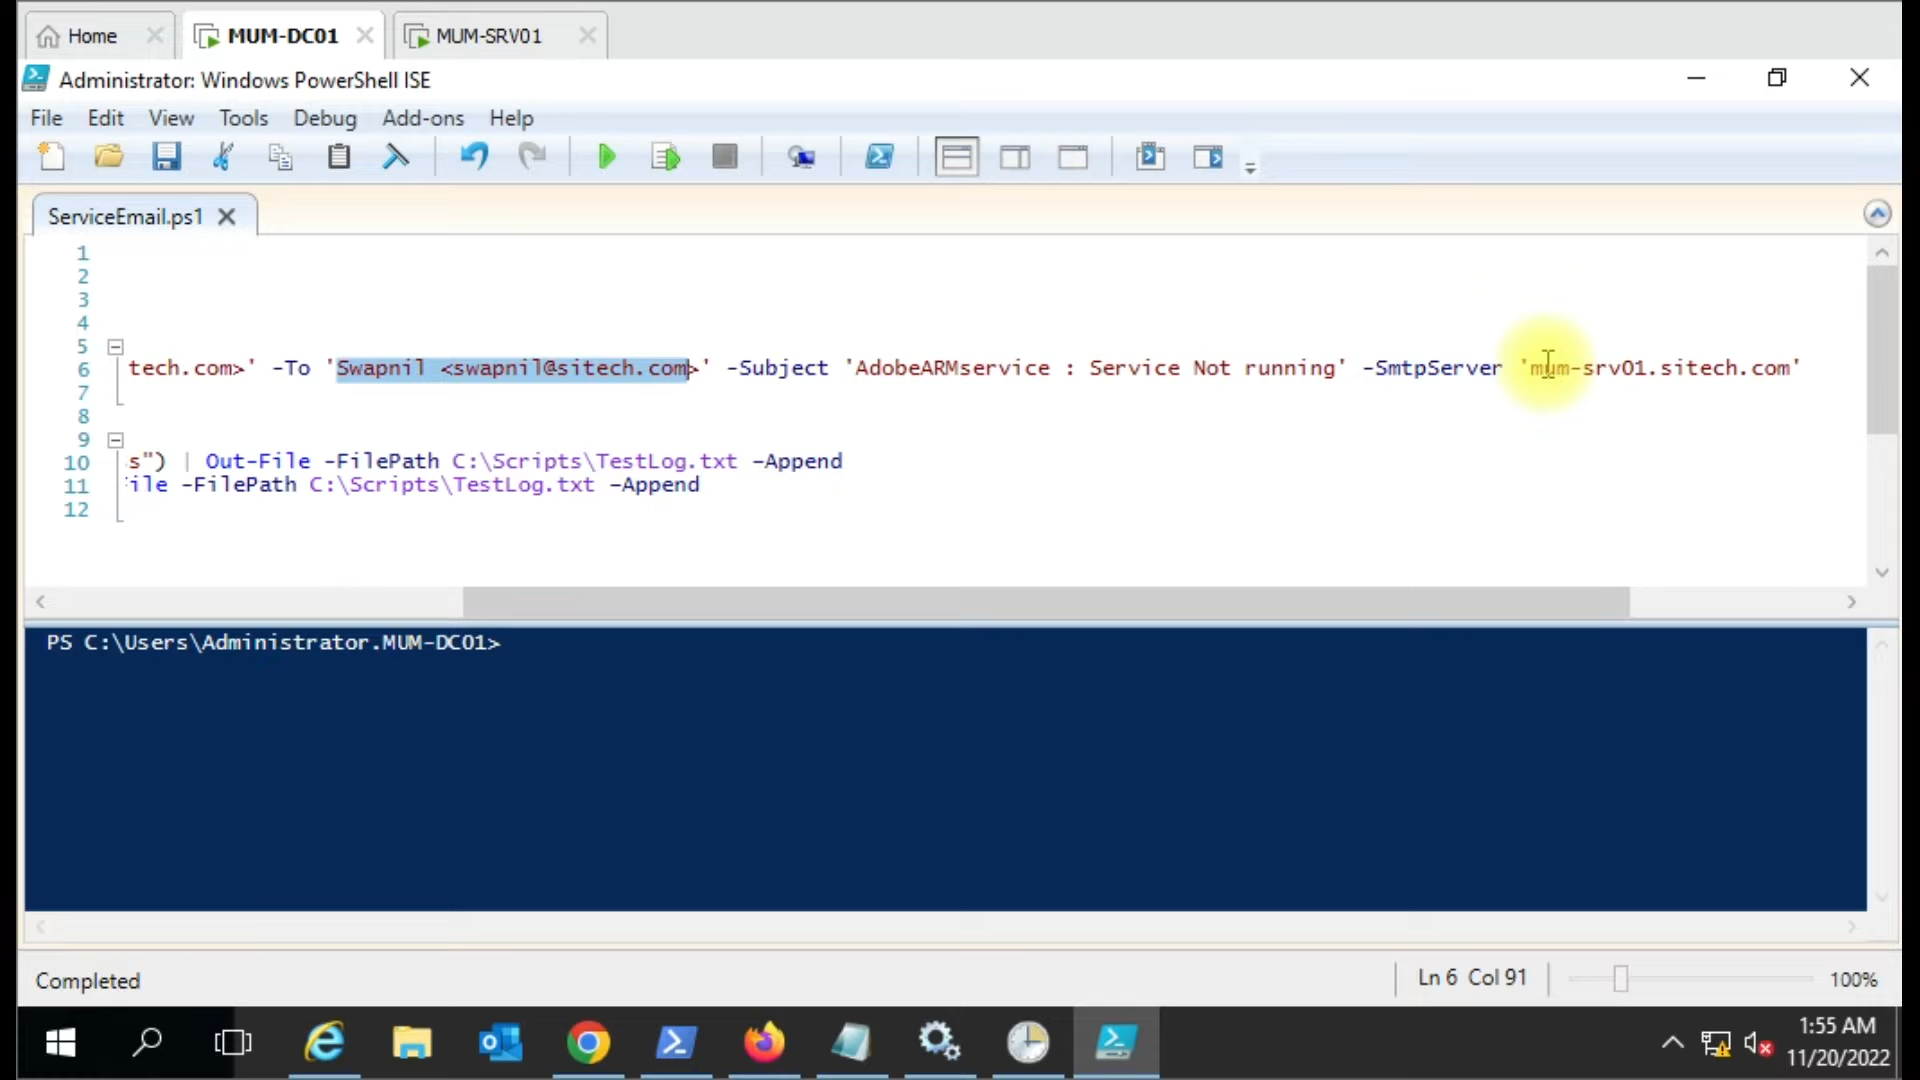 Home MUM-DC01 MUM-SRV01
Administrator: Windows PowerShell ISE
File Edit View Tools Debug Add-ons Help
ServiceEmail.ps1
1
2
3
4
5
6 tech.com>' -To 'Swapnil <swapnil@sitech.com>' -Subject 'AdobeARMservice : Service Not running' -SmtpServer 'mum-srv01.sitech.com'
7
8
9
10 s") | Out-File -FilePath C:\Scripts\TestLog.txt -Append
11 ile -FilePath C:\Scripts\TestLog.txt -Append
12
PS C:\Users\Administrator.MUM-DC01>
Completed Ln 6 Col 91 100%
1:55 AM
11/20/2022